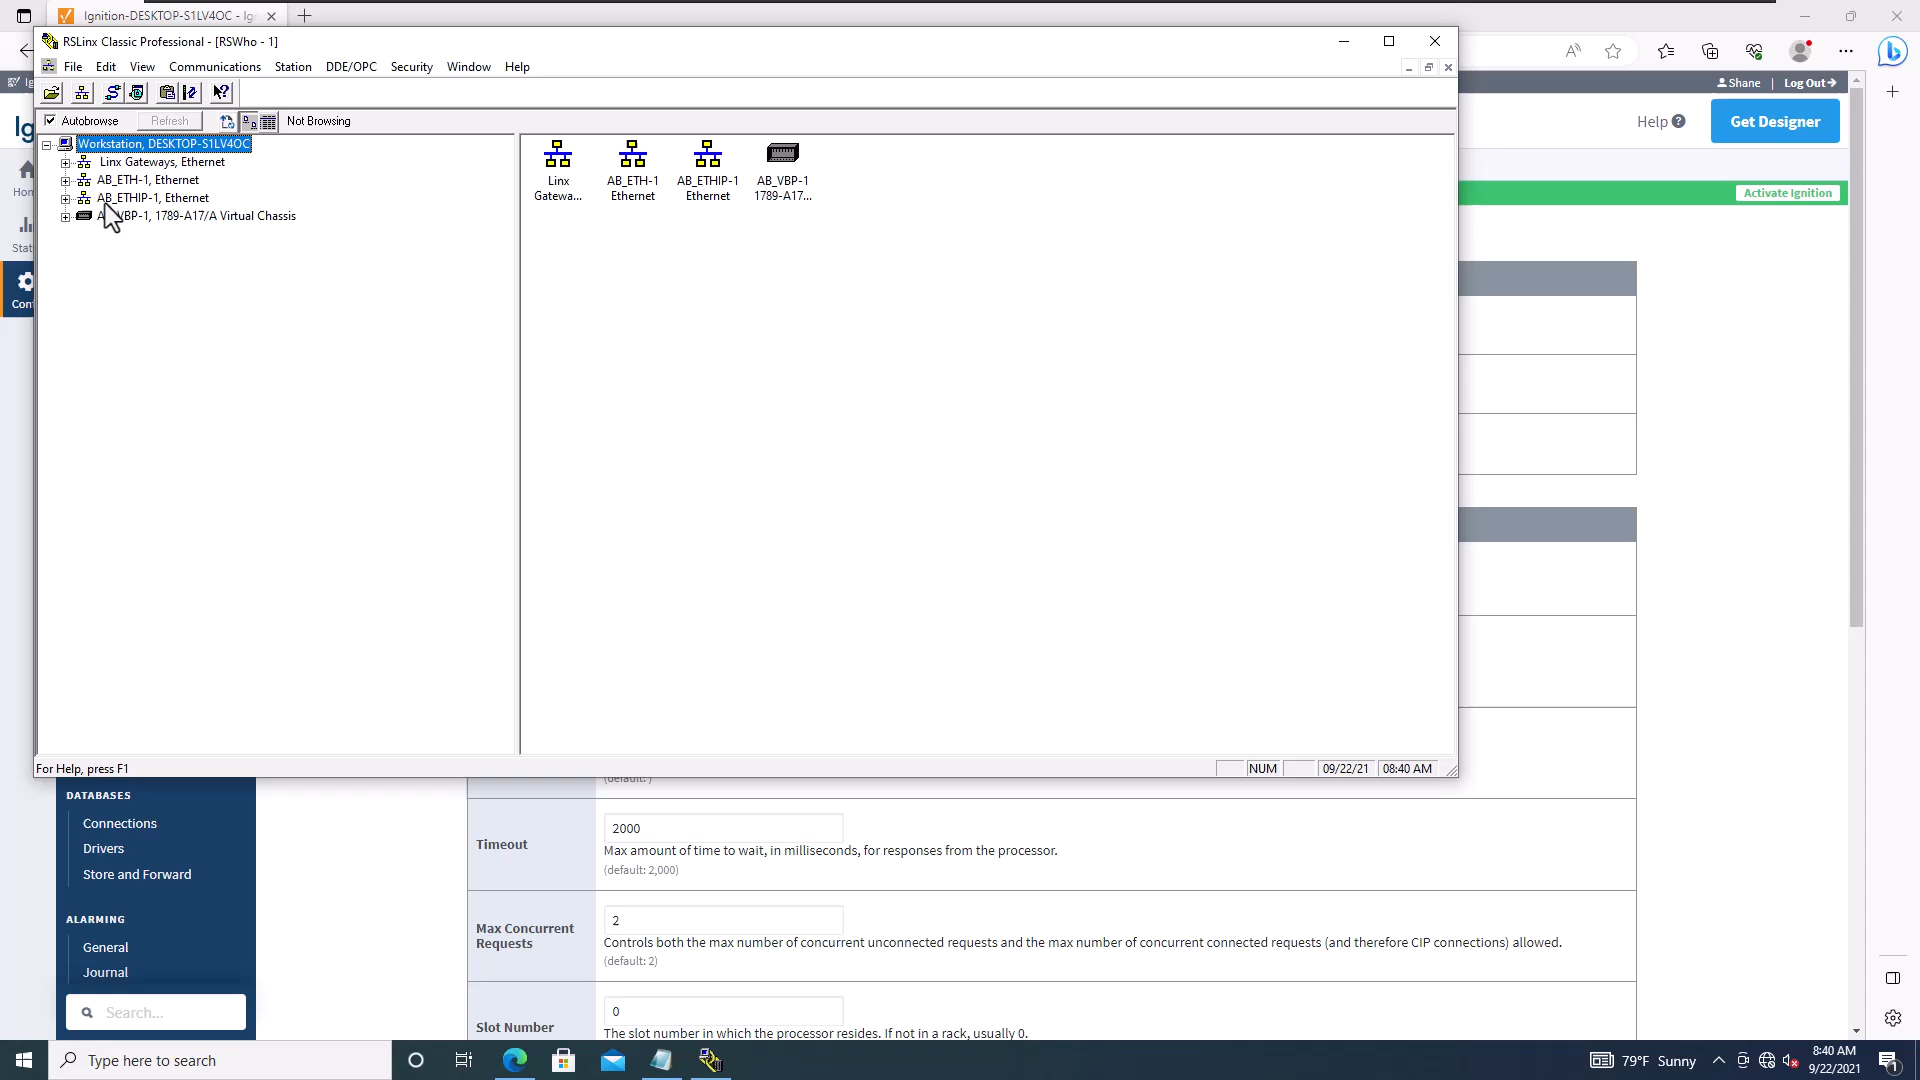 Ignition-DESKTOP-S1LV4OC - Ig
RSLinx Classic Professional - [RSWho - 1]
File Edit View Communications Station DDE/OPC Security Window Help
Shane | Log Out
Autobrowse Refresh Not Browsing
Help
Get Designer
Workstation, DESKTOP-S1LV4OC
Linx Gateways, Ethernet
AB_ETH-1, Ethernet
AB_ETHIP-1, Ethernet
1789-A17/A Virtual Chassis
Linx Gatewa...
AB_ETH-1 Ethernet
AB_ETHIP-1 Ethernet
AB_VBP-1 1789-A17...
Activate Ignition
For Help, press F1
NUM 09/22/21 08:40 AM
DATABASES
Connections
Drivers
Store and Forward
ALARMING
General
Journal
Search...
Timeout
2000
Max amount of time to wait, in milliseconds, for responses from the processor.
(default: 2,000)
Max Concurrent Requests
2
Controls both the max number of concurrent unconnected requests and the max number of concurrent connected requests (and therefore CIP connections) allowed.
(default: 2)
Slot Number
0
The slot number in which the processor resides. If not in a rack, usually 0.
Type here to search
79°F Sunny
8:40 AM
9/22/2021